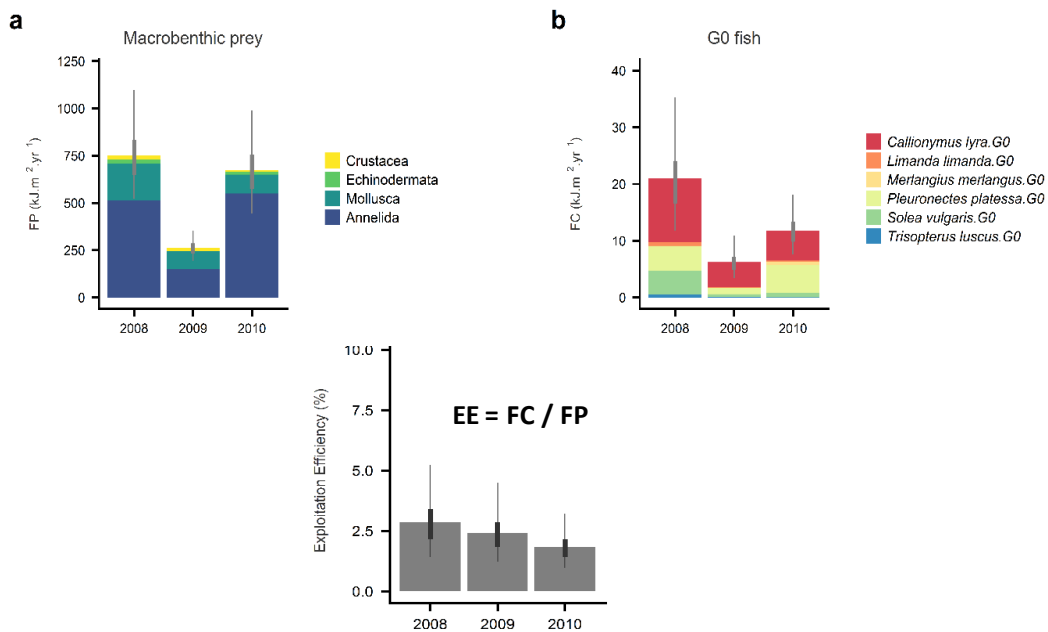 a
Macrobenthic prey
FP (kJ.m⁻².yr⁻¹)
1250
1000
750
500
250
0
2008
2009
2010
Crustacea
Echinodermata
Mollusca
Annelida
b
G0 fish
FC (kJ.m⁻².yr⁻¹)
40
30
20
10
0
2008
2009
2010
Callionymus lyra.G0
Limanda limanda.G0
Merlangius merlangus.G0
Pleuronectes platessa.G0
Solea vulgaris.G0
Trisopterus luscus.G0
Exploitation Efficiency (%)
10.0
7.5
5.0
2.5
0.0
EE = FC / FP
2008
2009
2010